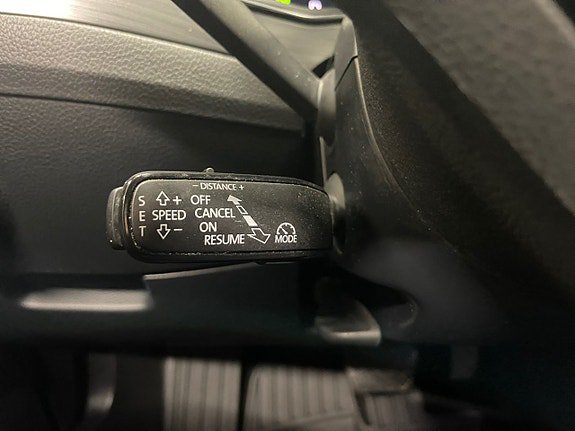 - DISTANCE +
S + OFF
E SPEED CANCEL
T - ON
RESUME MODE